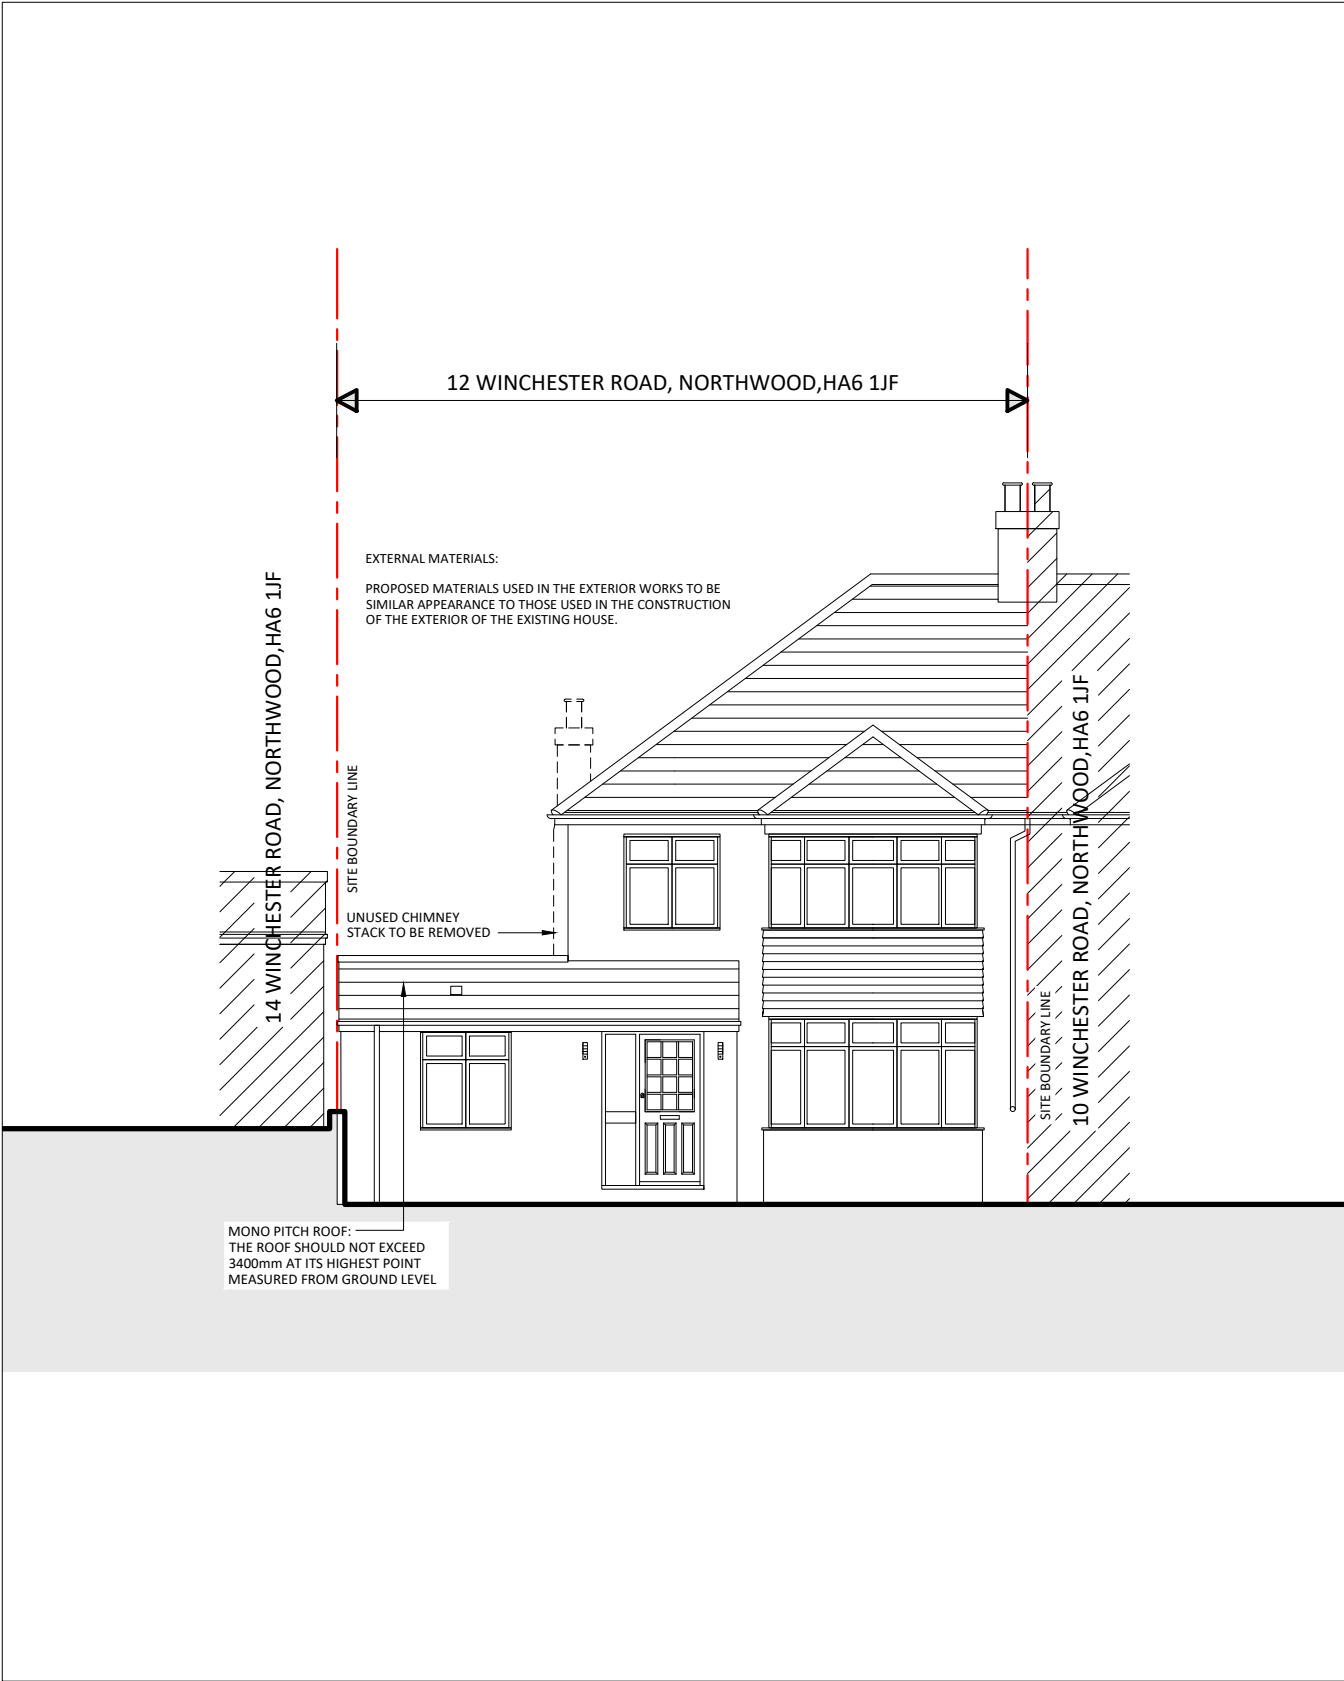 12 WINCHESTER ROAD, NORTHWOOD,HA6 1JF
EXTERNAL MATERIALS:
PROPOSED MATERIALS USED IN THE EXTERIOR WORKS TO BE
SIMILAR APPEARANCE TO THOSE USED IN THE CONSTRUCTION
OF THE EXTERIOR OF THE EXISTING HOUSE.
14 WINCHESTER ROAD, NORTHWOOD,HA6 1JF
SITE BOUNDARY LINE
UNUSED CHIMNEY
STACK TO BE REMOVED
10 WINCHESTER ROAD, NORTHWOOD,HA6 1JF
SITE BOUNDARY LINE
MONO PITCH ROOF:
THE ROOF SHOULD NOT EXCEED
3400mm AT ITS HIGHEST POINT
MEASURED FROM GROUND LEVEL